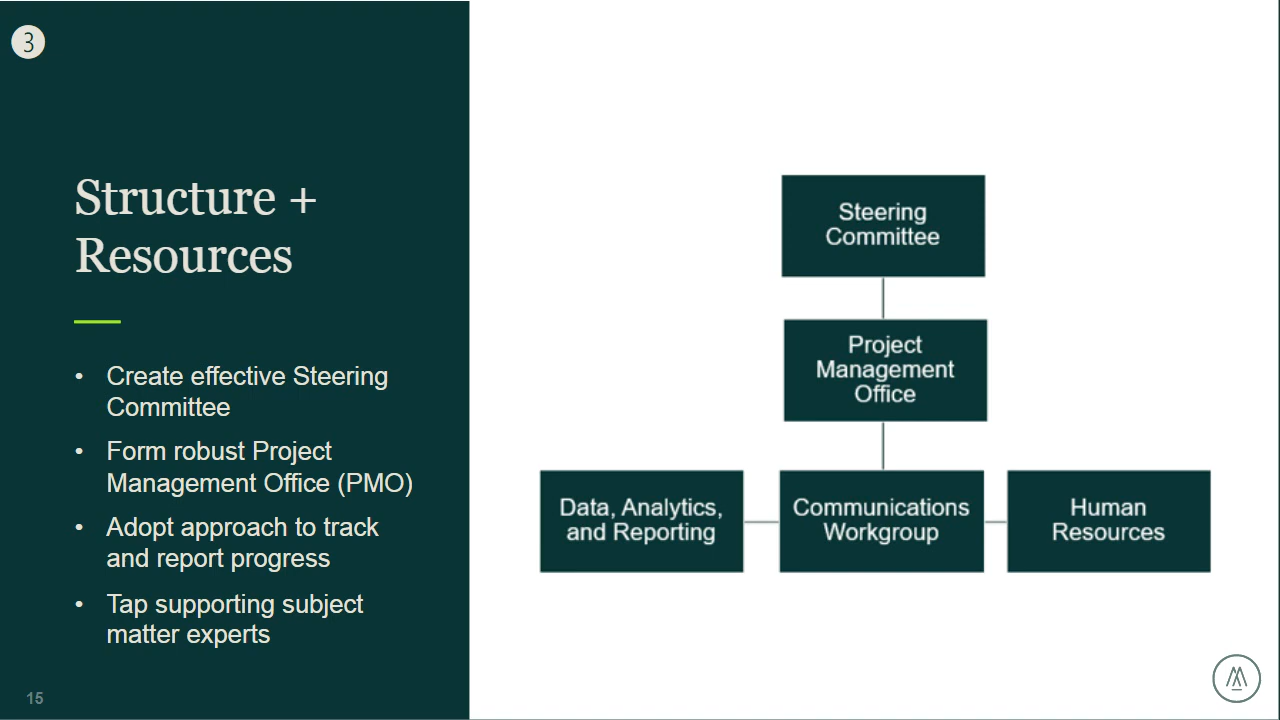 3
Structure +
Resources
• Create effective Steering
Committee
• Form robust Project
Management Office (PMO)
• Adopt approach to track
and report progress
• Tap supporting subject
matter experts
15
Steering
Committee
Project
Management
Office
Data, Analytics,
and Reporting
Communications
Workgroup
Human
Resources